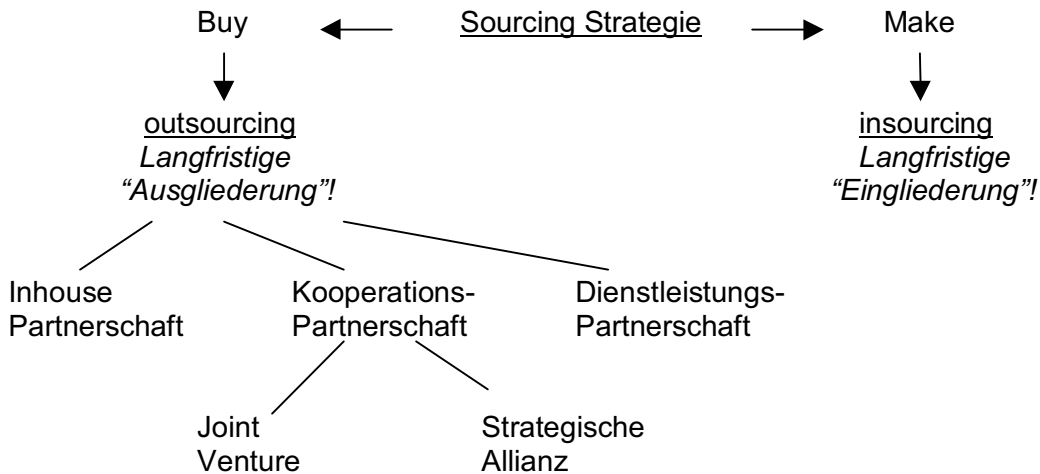 Buy
Sourcing Strategie
Make
outsourcing
Langfristige
“Ausgliederung”!
insourcing
Langfristige
“Eingliederung”!
Inhouse
Partnerschaft
Kooperations-
Partnerschaft
Dienstleistungs-
Partnerschaft
Joint
Venture
Strategische
Allianz